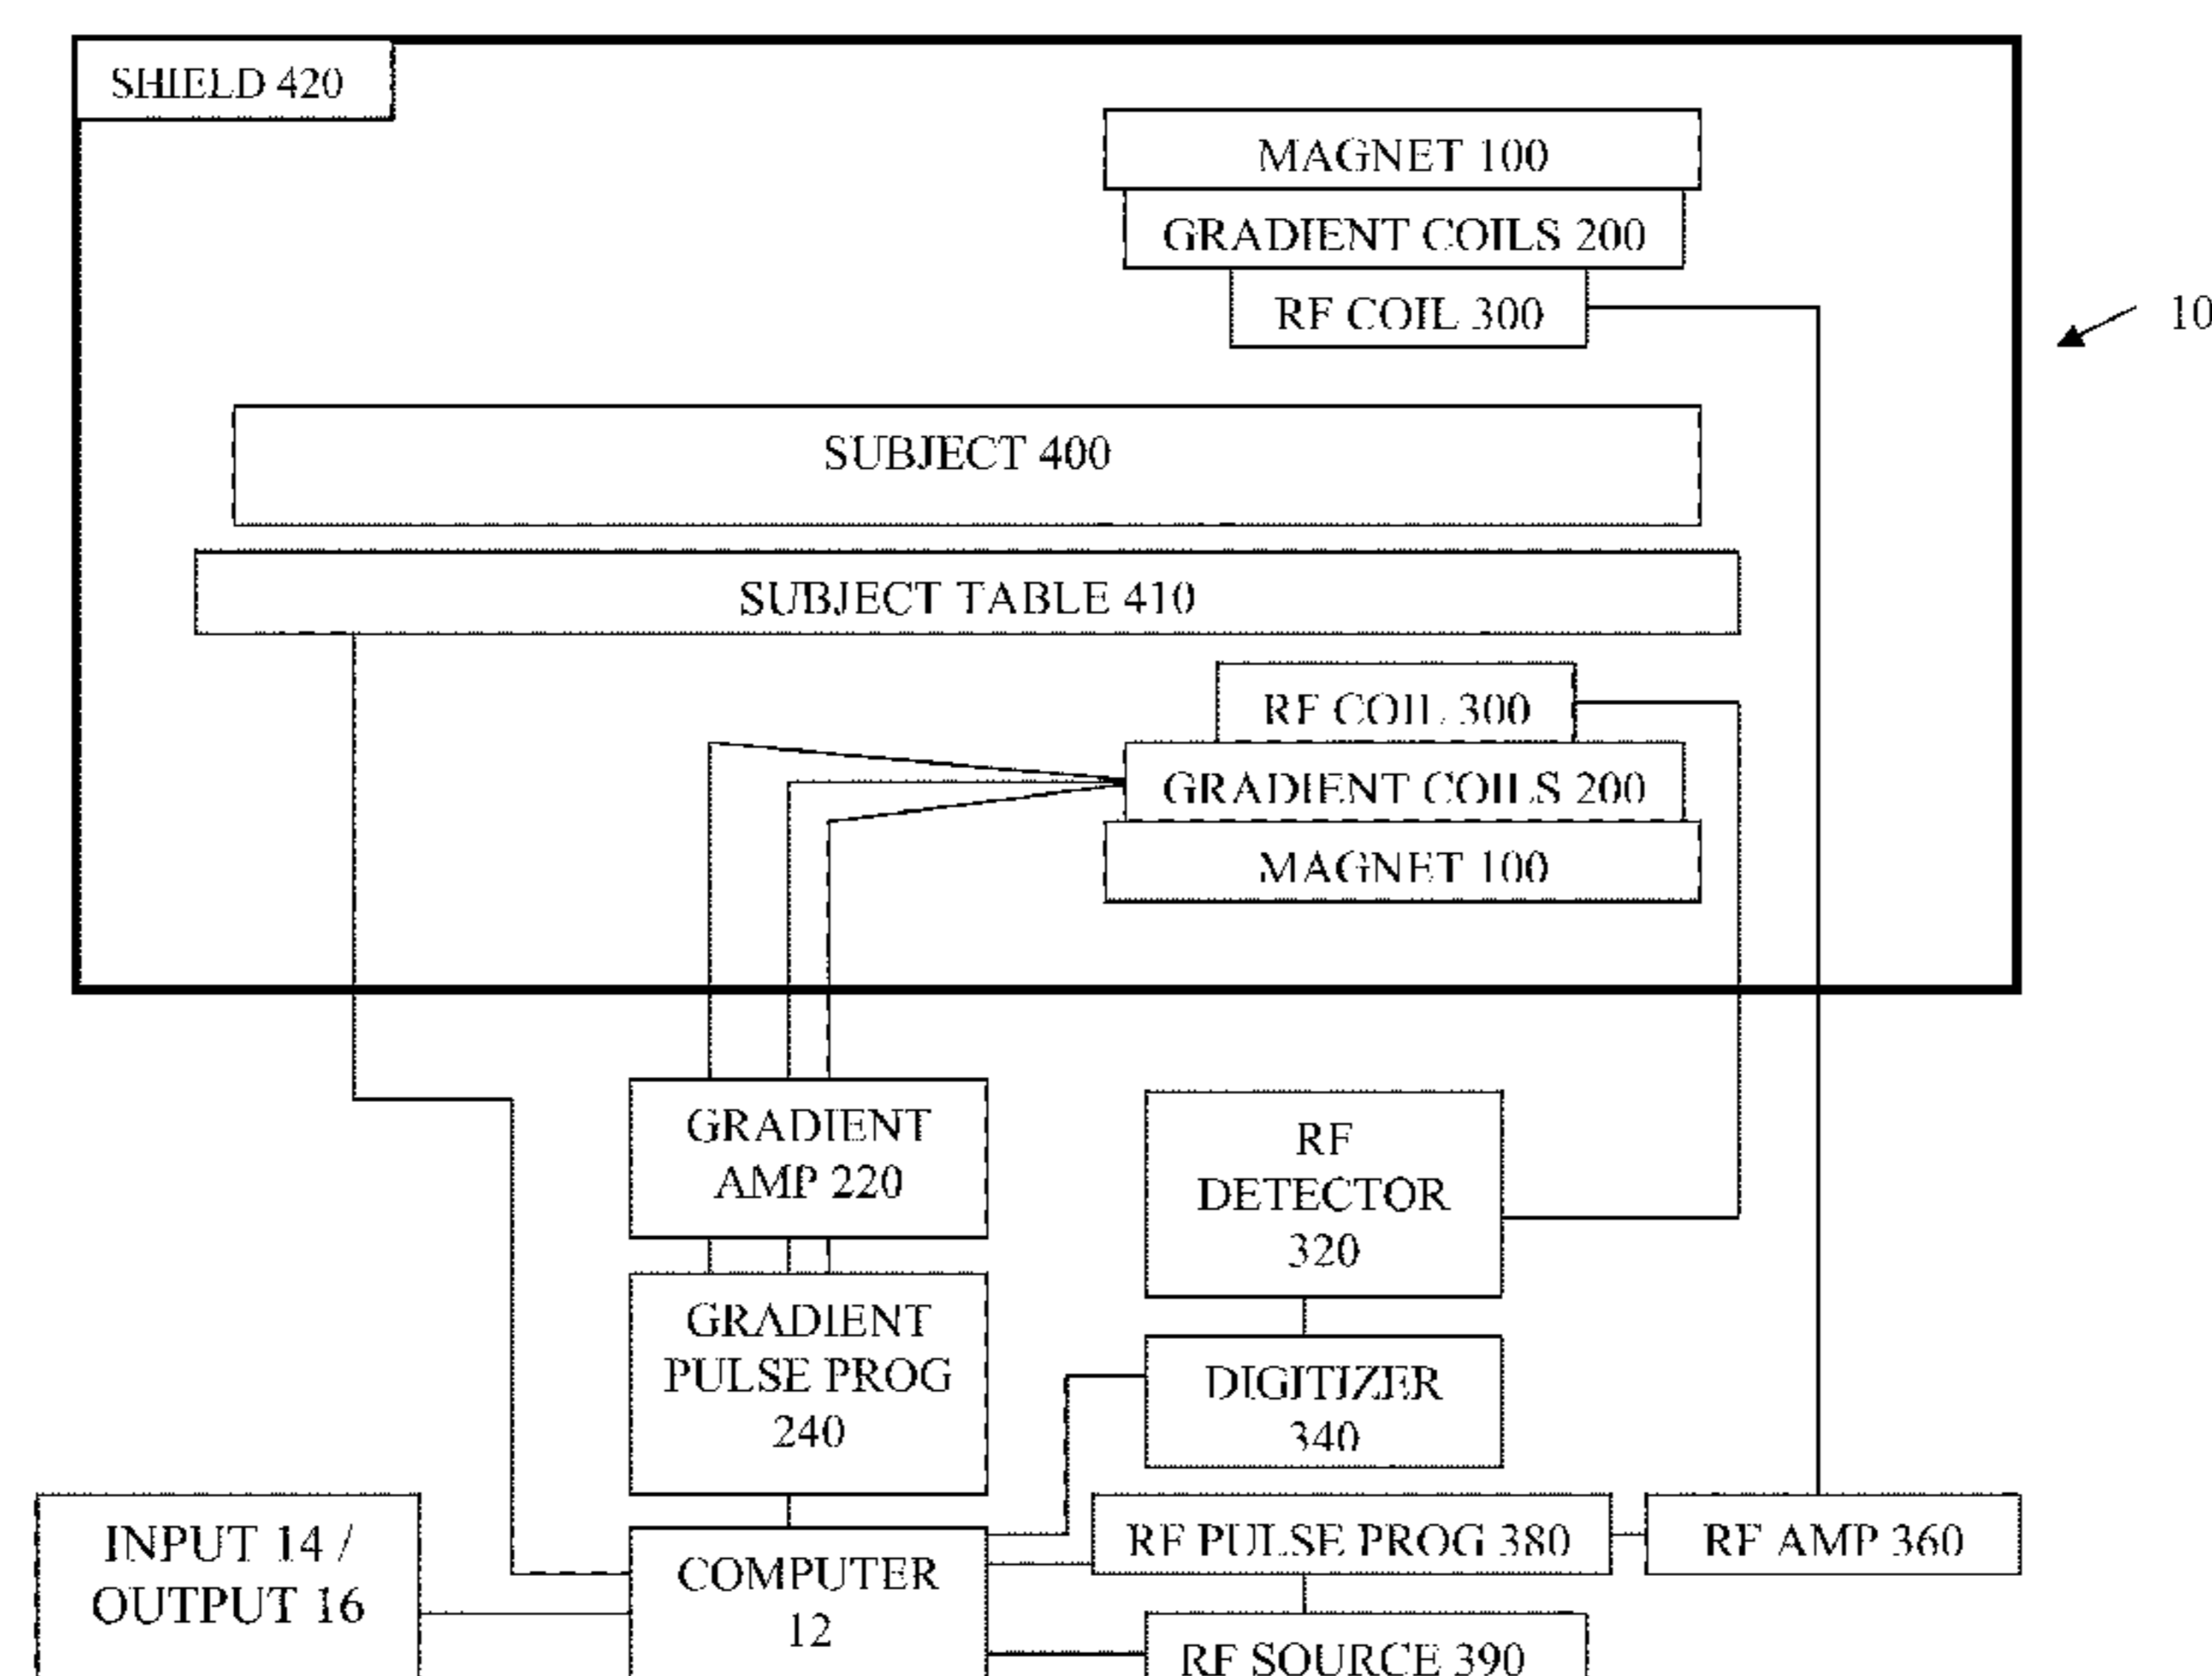 SHIELD 420
MAGNET 100
GRADIENT COILS 200
RF COIL 300
10
SUBJECT 400
SUBJECT TABLE 410
RF COIL 300
GRADIENT COILS 200
MAGNET 100
GRADIENT
AMP 220
RF
DETECTOR
320
GRADIENT
PULSE PROG
240
DIGITIZER
340
INPUT 14 /
OUTPUT 16
COMPUTER
12
RF PULSE PROG 380
RF AMP 360
RF SOURCE 390